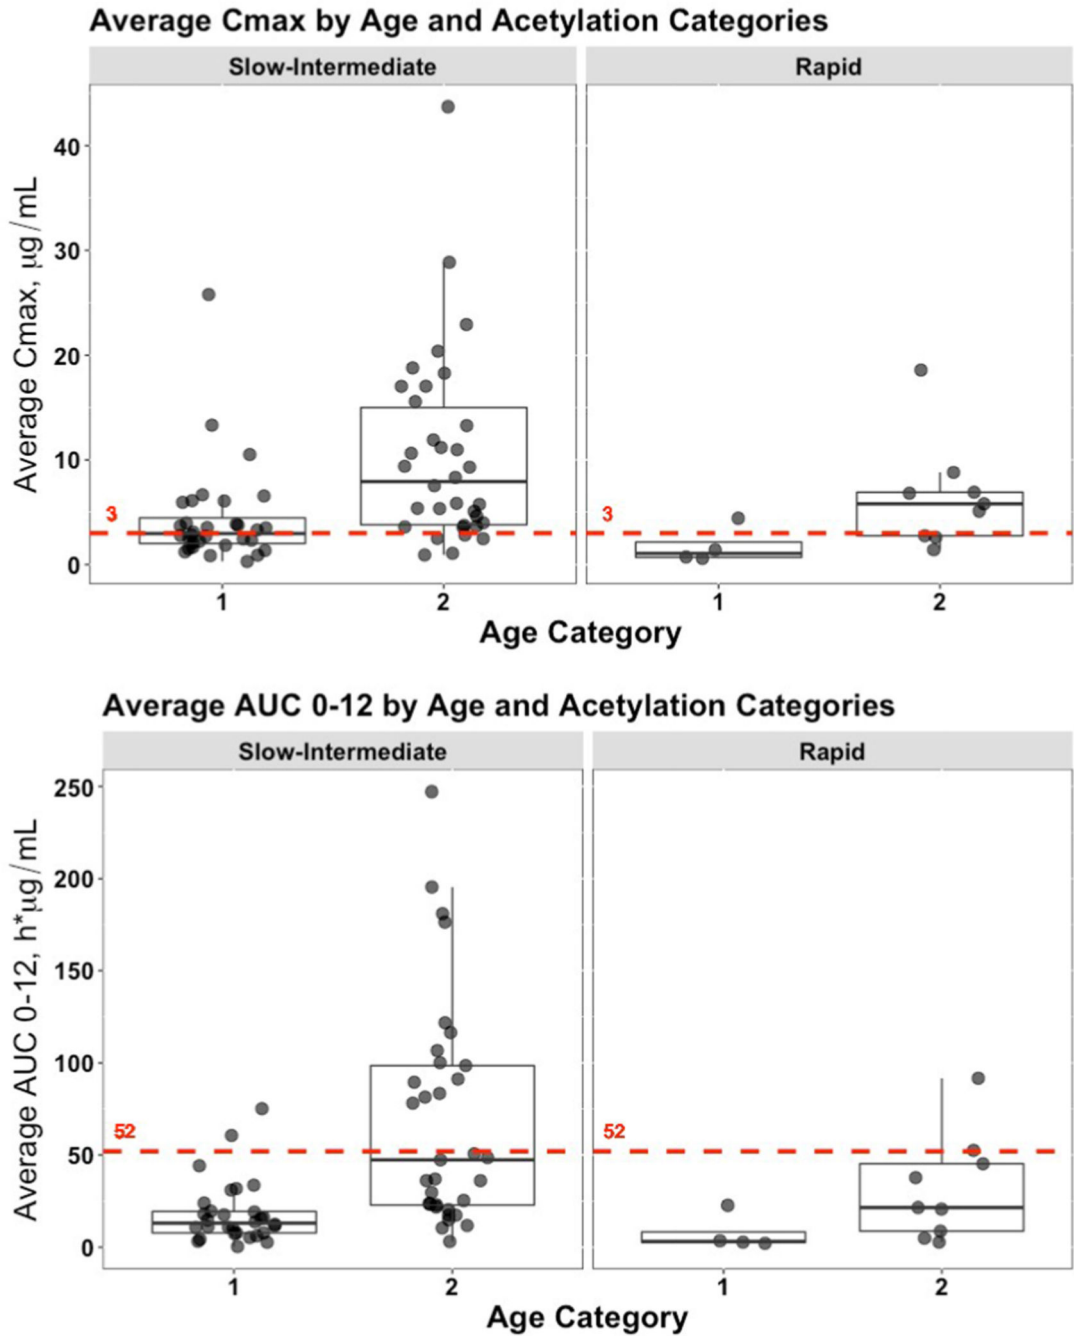 Average Cmax by Age and Acetylation Categories
Slow-Intermediate
Rapid
Average Cmax, µg/mL
40
30
20
10
0
3
3
1
2
1
2
Age Category
Average AUC 0-12 by Age and Acetylation Categories
Slow-Intermediate
Rapid
Average AUC 0-12, h*µg/mL
250
200
150
100
50
0
52
52
1
2
1
2
Age Category